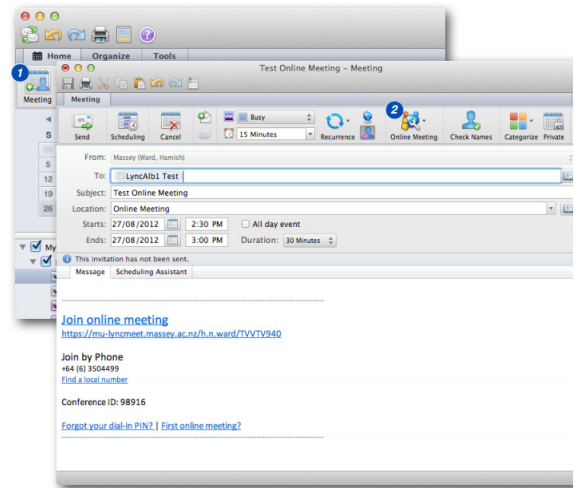 Home Organize Tools
1
Meeting
S
29
5
12
19
26
My
Test Online Meeting – Meeting
Meeting
2
Send Scheduling Cancel Busy 15 Minutes Recurrence Online Meeting Check Names Categorize Private
From: Massey (Ward, Hamish)
To: LyncAlb1 Test
Subject: Test Online Meeting
Location: Online Meeting
Starts: 27/08/2012 2:30 PM All day event
Ends: 27/08/2012 3:00 PM Duration: 30 Minutes
This invitation has not been sent.
Message Scheduling Assistant
Join online meeting
https://mu-lyncmeet.massey.ac.nz/h.n.ward/TVVTV940
Join by Phone
+64 (6) 3504499
Find a local number
Conference ID: 98916
Forgot your dial-in PIN? | First online meeting?